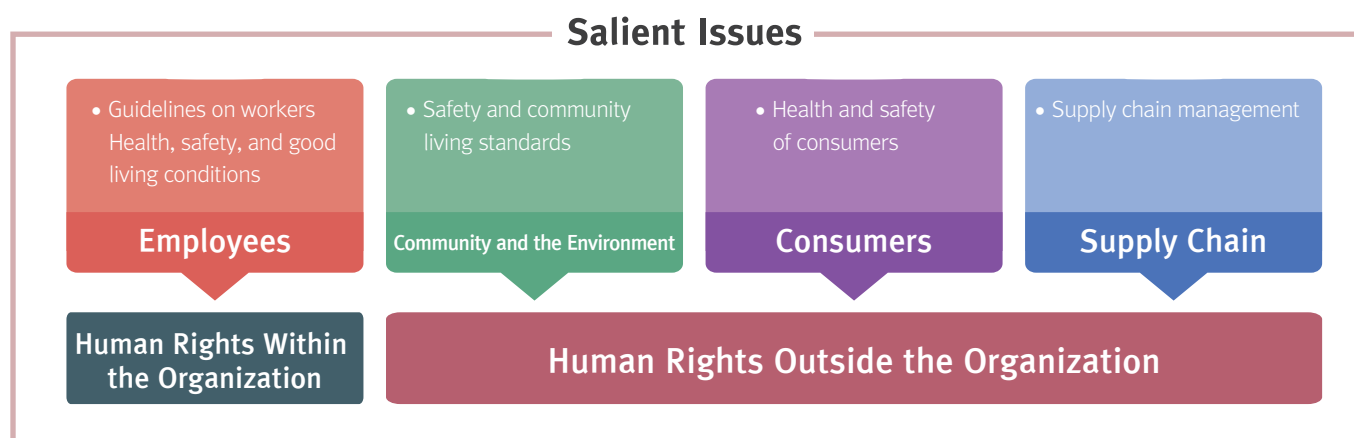 Salient Issues
• Guidelines on workers
Health, safety, and good
living conditions
Employees
• Safety and community
living standards
Community and the Environment
• Health and safety
of consumers
Consumers
• Supply chain management
Supply Chain
Human Rights Within
the Organization
Human Rights Outside the Organization